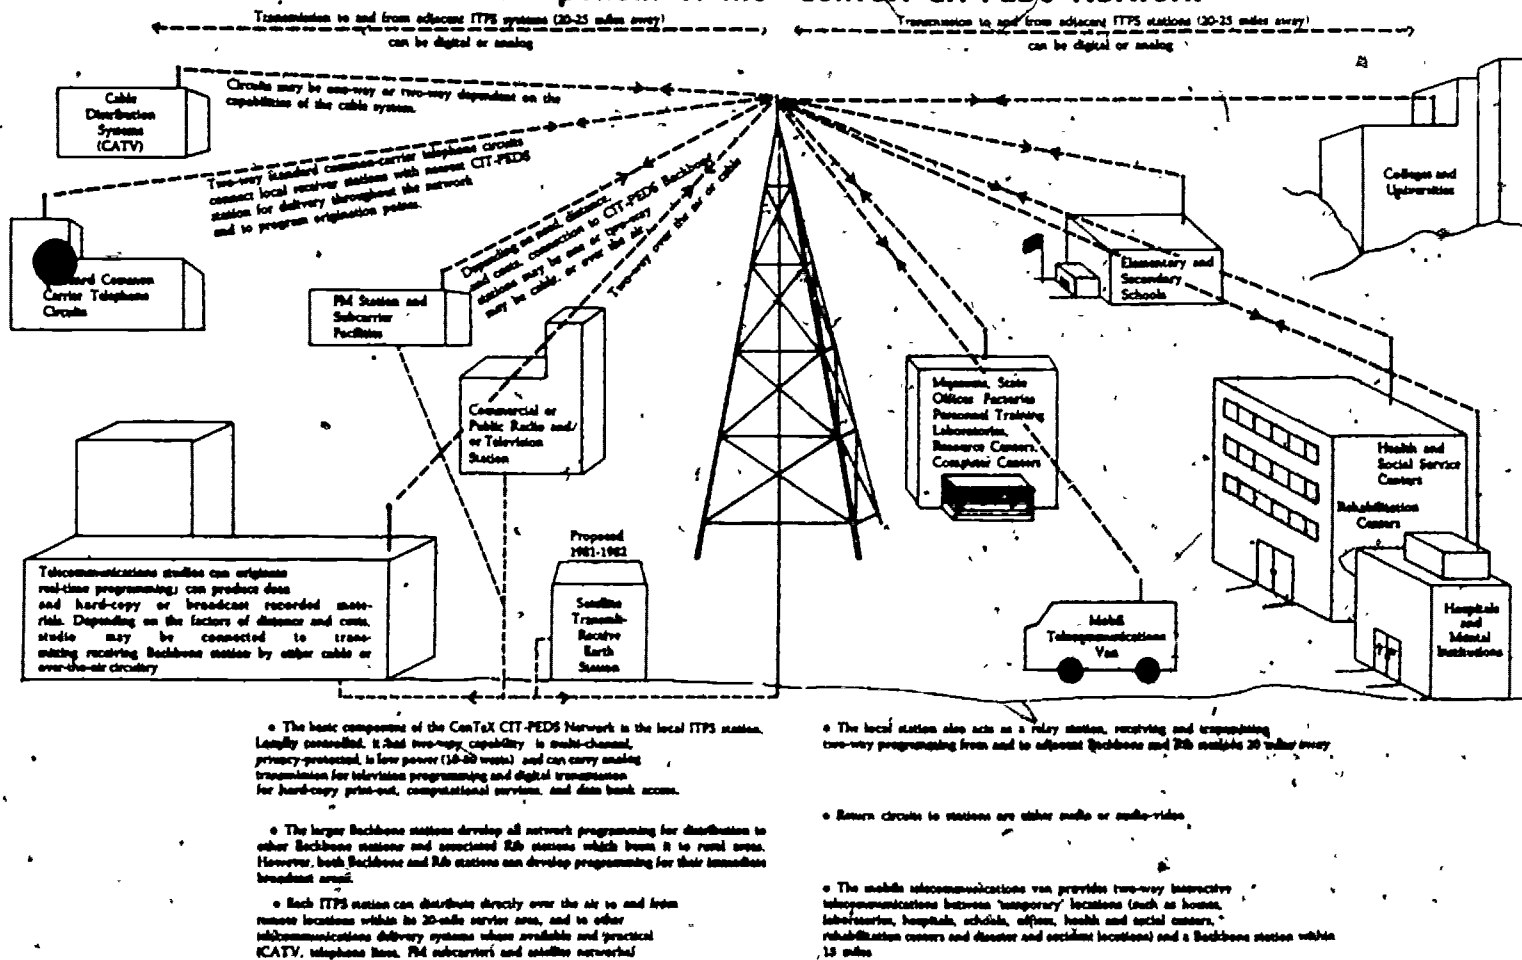 Transmission to and from adjacent ITPS systems (20-25 miles away)
can be digital or analog
Transmission to and from adjacent ITPS stations (20-25 miles away)
can be digital or analog
Cable
Distribution
Systems
(CATV)
Circuits may be one-way or two-way dependent on the
capabilities of the cable system.
Two-way standard common-carrier telephone circuits
connect local receiver stations with nearest CIT-PEDS
station for delivery throughout the network
and to program origination points.
Common
Carrier Telephone
Circuits
FM Station and
Subcarrier
Facilities
Depending on need, distance,
and costs, connection to CIT-PEDS Backbone
stations may be one or two-way
may be cable, or over the air
Two-way over the air or cable
Commercial or
Public Radio and/
or Television
Station
Colleges and
Universities
Elementary and
Secondary
Schools
Museums, State
Offices Factories
Personnel Training
Laboratories,
Resource Centers,
Computer Centers
Health and
Social Service
Centers
Rehabilitation
Centers
Hospitals
and
Mental
Institutions
Mobil
Telecommunications
Van
Proposed
1981-1982
Satellite
Transmit-
Receive
Earth
Station
Telecommunications studios can originate
real-time programming; can produce
and hard-copy or broadcast recorded mate-
rials. Depending on the factors of distance and costs,
studio may be connected to trans-
mitting receiving Backbone station by either cable or
over-the-air circuitry
• The basic component of the ConTeX CIT-PEDS Network is the local ITPS station.
Locally controlled, it has two-way capability is multi-channel,
privacy-protected, is low power (10-80 watts) and can carry analog
transmission for television programming and digital transmission
for hard-copy print-out, computational services, and data bank access.
• The larger Backbone stations develop all network programming for distribution to
other Backbone stations and associated Rib stations which beam it to rural areas.
However, both Backbone and Rib stations can develop programming for their immediate
broadcast areas.
• Each ITPS station can distribute directly over the air to and from
remote locations within its 20-mile service area, and to other
telecommunications delivery systems where available and practical
(CATV, telephone lines, FM subcarriers and satellite networks)
• The local station also acts as a relay station, receiving and transmitting
two-way programming from and to adjacent Backbone and Rib stations 20 miles away
• Return circuits to stations are either audio or audio-video
• The mobile telecommunications van provides two-way interactive
telecommunications between 'temporary' locations (such as homes,
laboratories, hospitals, schools, offices, health and social centers,
rehabilitation centers and disaster and accident locations) and a Backbone station within
15 miles